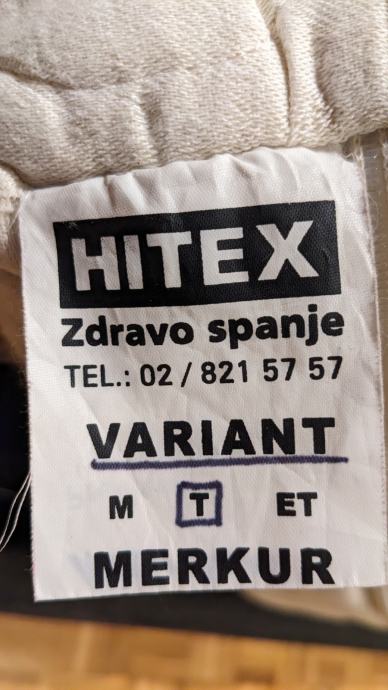 HITEX
Zdravo spanje
TEL.: 02 / 821 57 57
VARIANT
M T ET
MERKUR